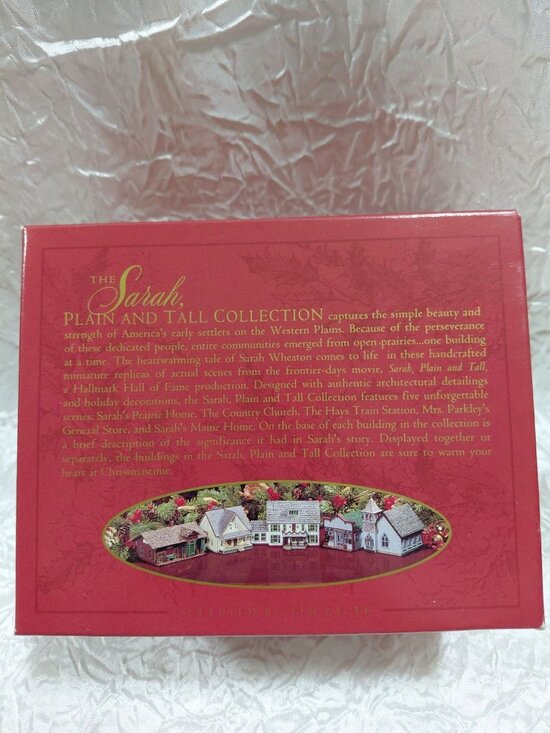 THE
Sarah,
PLAIN AND TALL COLLECTION captures the simple beauty and
strength of America's early settlers on the Western Plains. Because of the perseverance
of these dedicated people, entire communities emerged from open prairies...one building
at a time. The heartwarming tale of Sarah Wheaton comes to life in these handcrafted
miniature replicas of actual scenes from the frontier-days movie, Sarah, Plain and Tall,
a Hallmark Hall of Fame production. Designed with authentic architectural detailings
and holiday decorations, the Sarah, Plain and Tall Collection features five unforgettable
scenes: Sarah's Prairie Home, The Country Church, The Hays Train Station, Mrs. Parkley's
General Store, and Sarah's Maine Home. On the base of each building in the collection is
a brief description of the significance it had in Sarah's story. Displayed together or
separately, the buildings in the Sarah, Plain and Tall Collection are sure to warm your
heart at Christmastime.